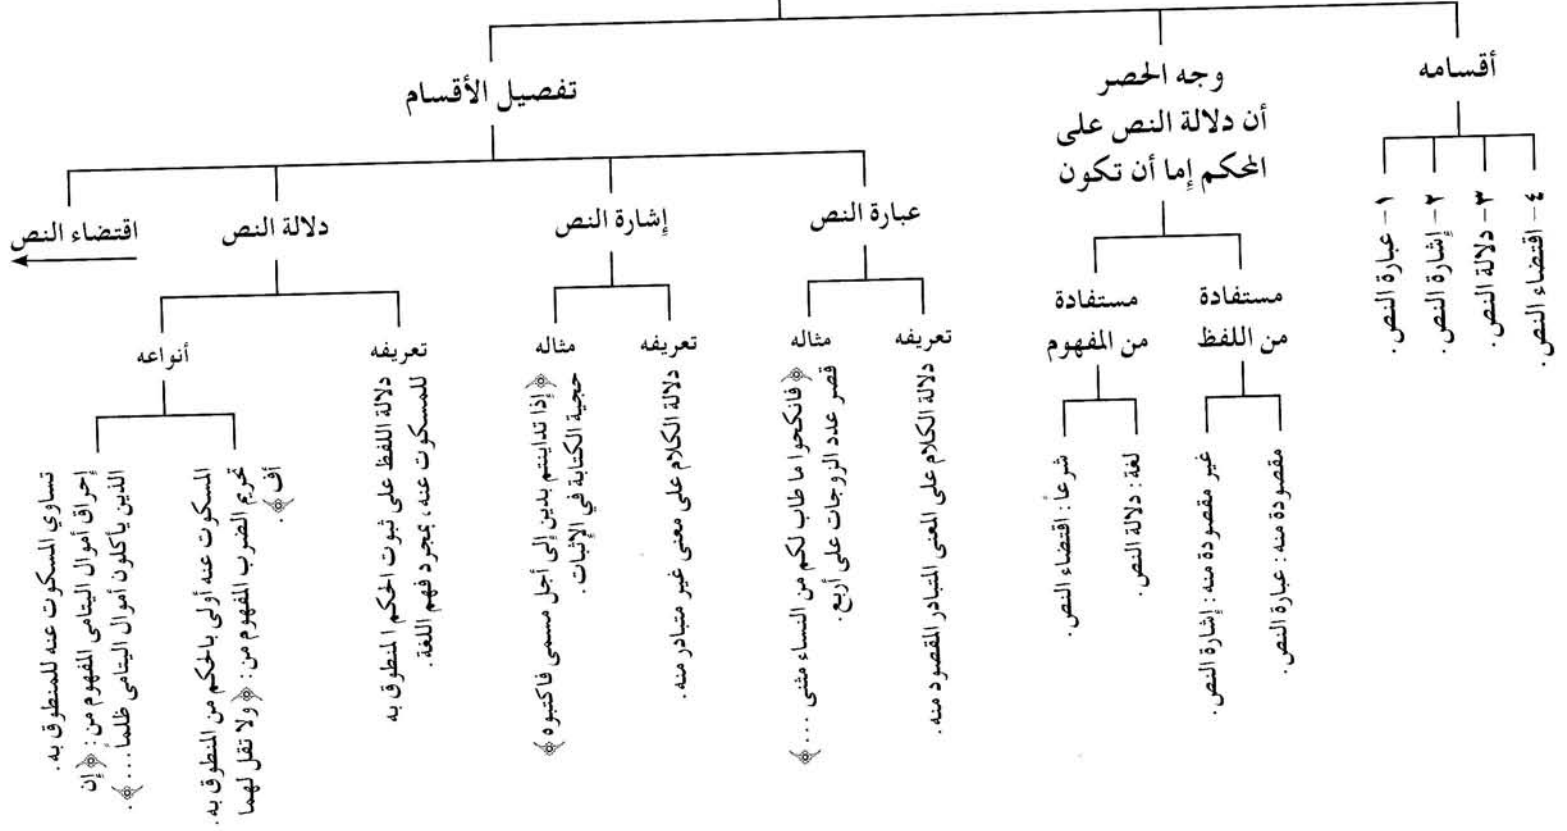 أقسامه
١ – عبارة النص .
٢ – إشارة النص .
٣ – دلالة النص .
٤ – اقتضاء النص .
وجه الحصر
أن دلالة النص على
المحكم إما أن تكون
مستفادة
من اللفظ
مقصودة منه : عبارة النص .
غير مقصودة منه : إشارة النص .
مستفادة
من المفهوم
لغة : دلالة النص .
شرعاً : اقتضاء النص .
تفصيل الأقسام
عبارة النص
تعريفه
دلالة الكلام على المعنى المتبادر المقصود منه .
مثاله
﴿ فانكحوا ما طاب لكم من النساء مثنى ... ﴾
قصر عدد الزوجات على أربع .
إشارة النص
تعريفه
دلالة الكلام على معنى غير متبادر منه .
مثاله
﴿ إذا تداينتم بدين إلى أجل مسمى فاكتبوه ﴾
حجية الكتابة في الإثبات .
دلالة النص
تعريفه
دلالة اللفظ على ثبوت الحكم المنطوق به
للمسكوت عنه ، بمجرد فهم اللغة .
أنواعه
المسكوت عنه أولى بالحكم من المنطوق به .
تحريم الضرب المفهوم من : ﴿ ولا تقل لهما
أف ﴾ .
تساوي المسكوت عنه للمنطوق به .
إحراق أموال اليتامى المفهوم من : ﴿ إن
الذين يأكلون أموال اليتامى ظلماً ... ﴾ .
اقتضاء النص